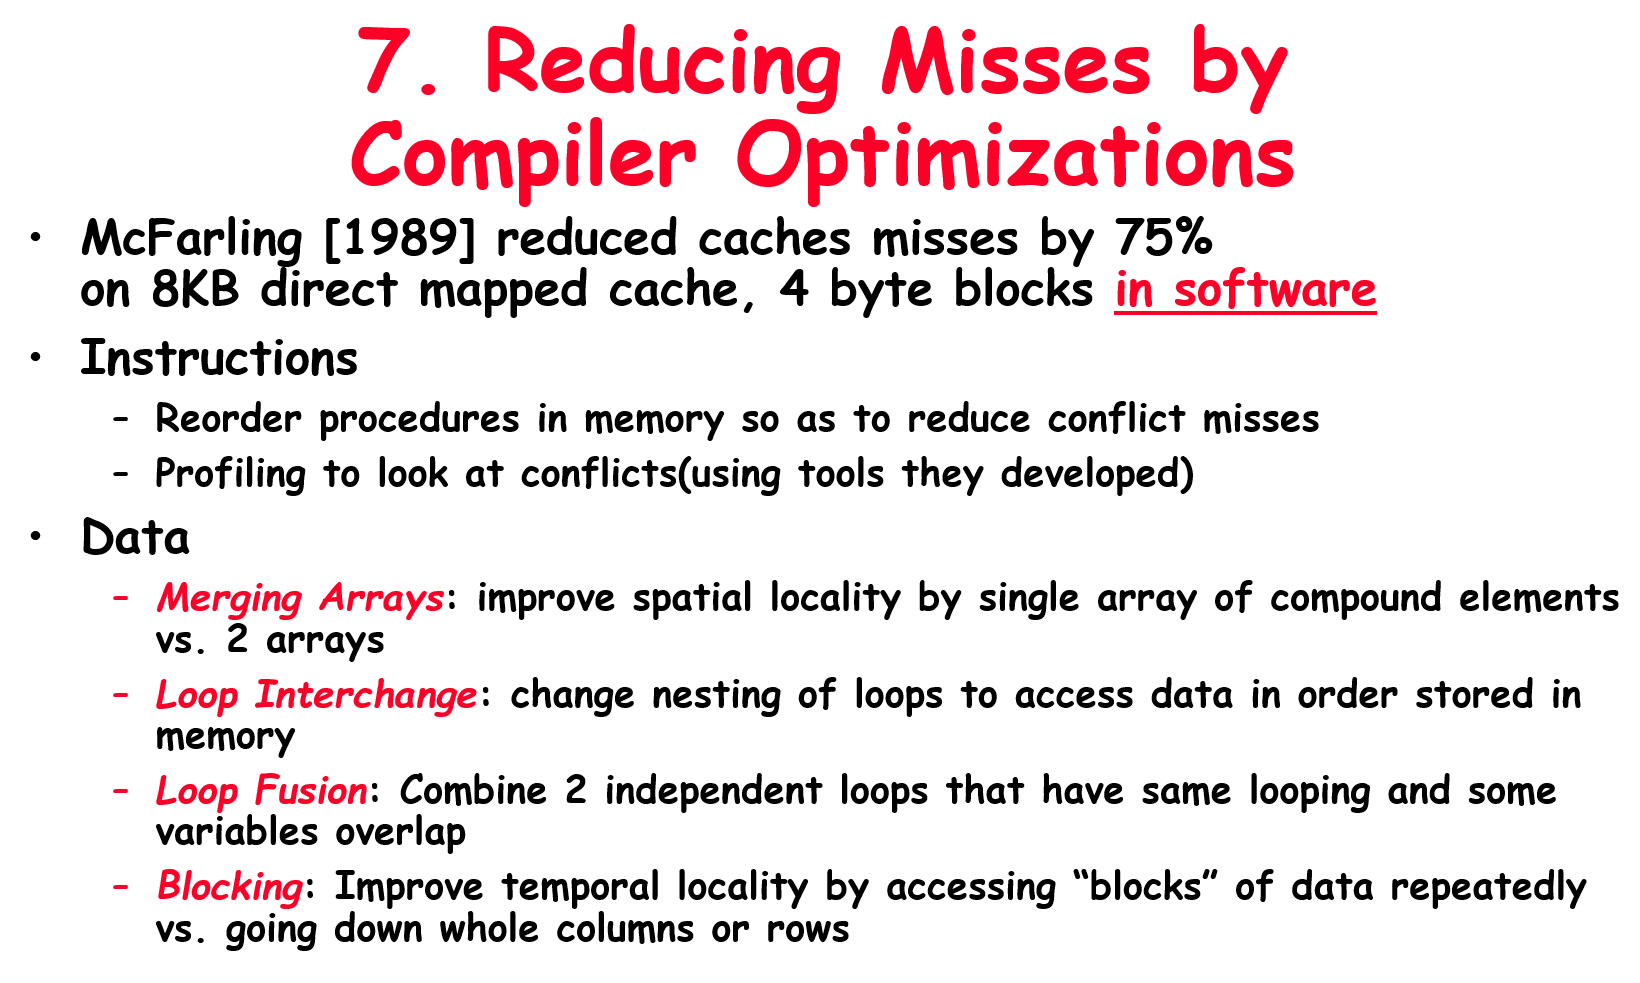 7. Reducing Misses by
Compiler Optimizations
• McFarling [1989] reduced caches misses by 75%
on 8KB direct mapped cache, 4 byte blocks in software
• Instructions
– Reorder procedures in memory so as to reduce conflict misses
– Profiling to look at conflicts(using tools they developed)
• Data
– Merging Arrays: improve spatial locality by single array of compound elements
vs. 2 arrays
– Loop Interchange: change nesting of loops to access data in order stored in
memory
– Loop Fusion: Combine 2 independent loops that have same looping and some
variables overlap
– Blocking: Improve temporal locality by accessing “blocks” of data repeatedly
vs. going down whole columns or rows